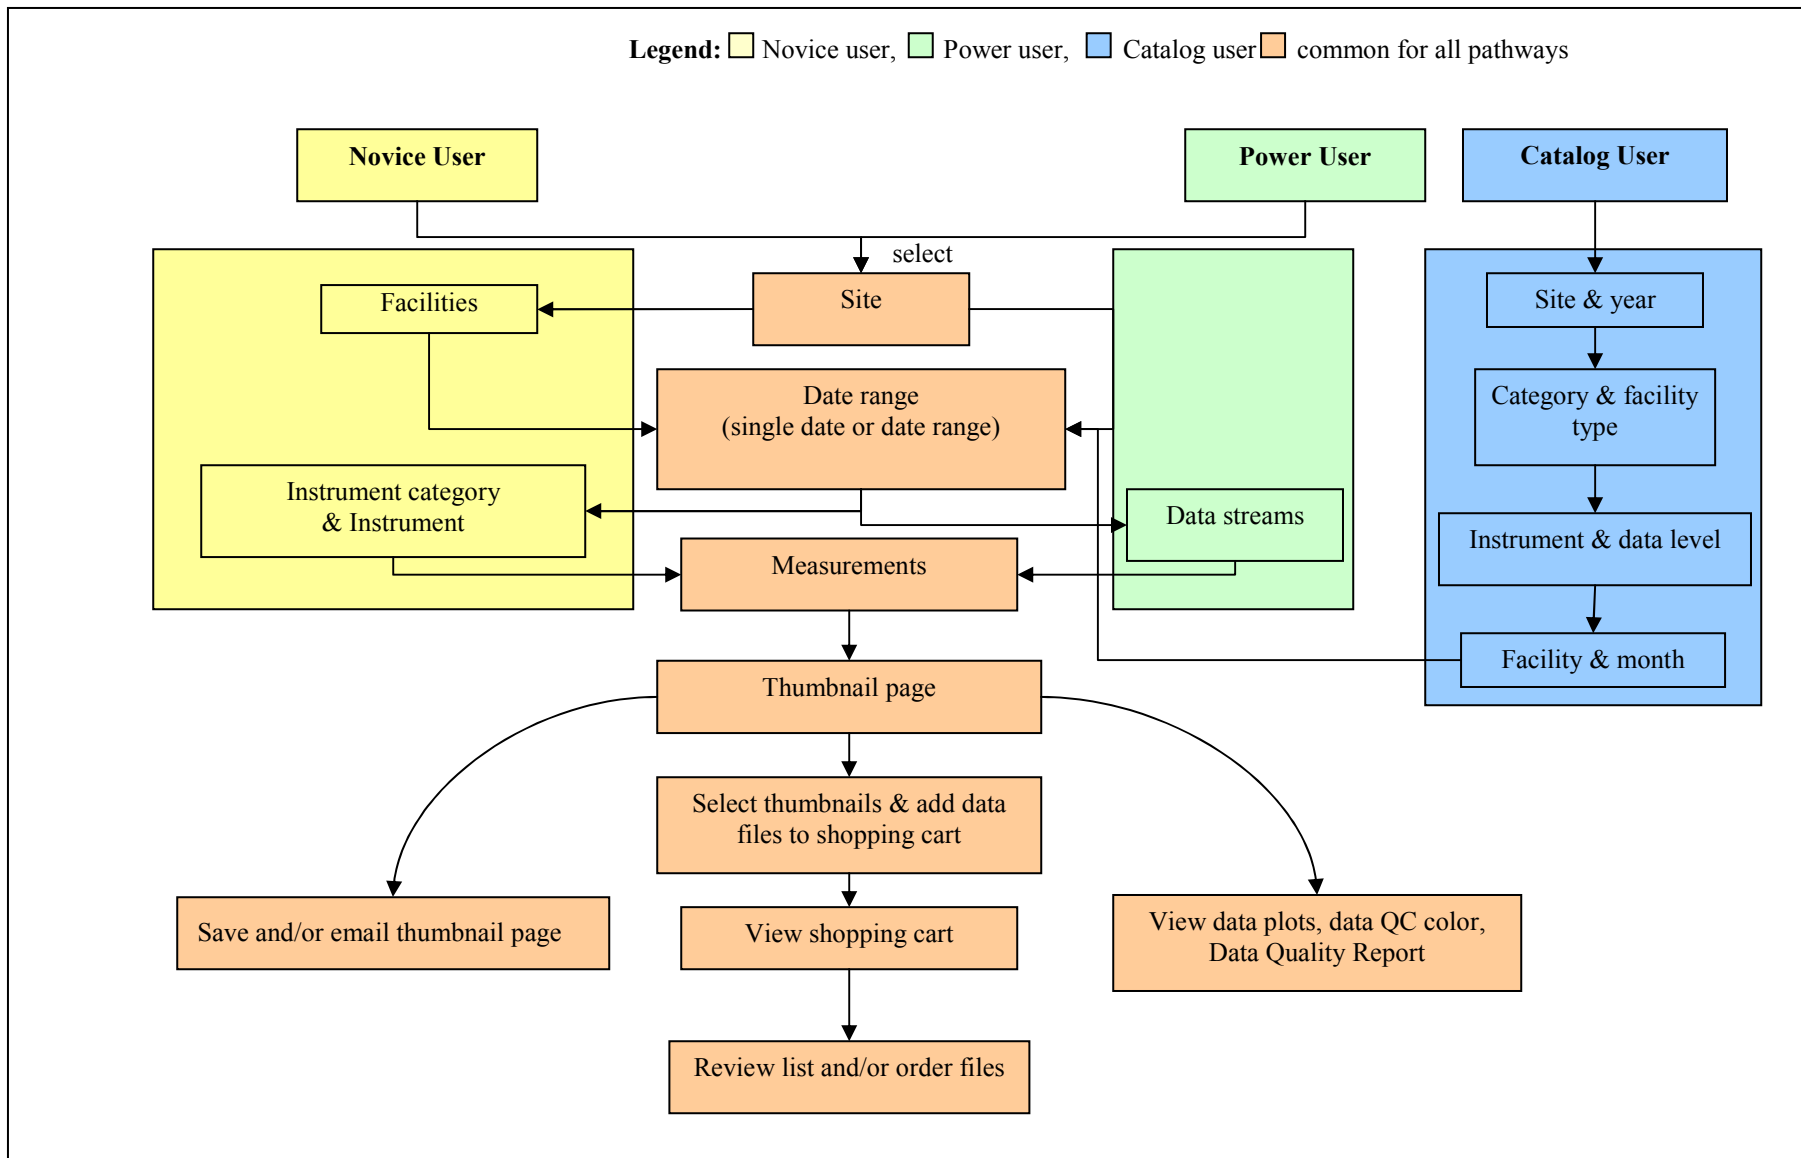 Legend: Novice user, Power user, Catalog user common for all pathways
Novice User
Power User
Catalog User
select
Facilities
Site
Site & year
Date range
(single date or date range)
Category & facility
type
Instrument category
& Instrument
Data streams
Instrument & data level
Measurements
Facility & month
Thumbnail page
Select thumbnails & add data
files to shopping cart
Save and/or email thumbnail page
View shopping cart
View data plots, data QC color,
Data Quality Report
Review list and/or order files